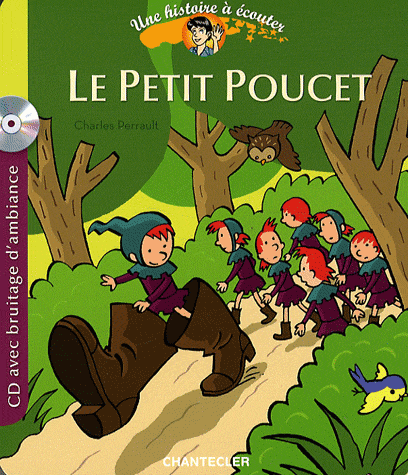 Une histoire à écouter
LE PETIT POUCET
Charles Perrault
CD avec bruitage d'ambiance
CHANTECLER